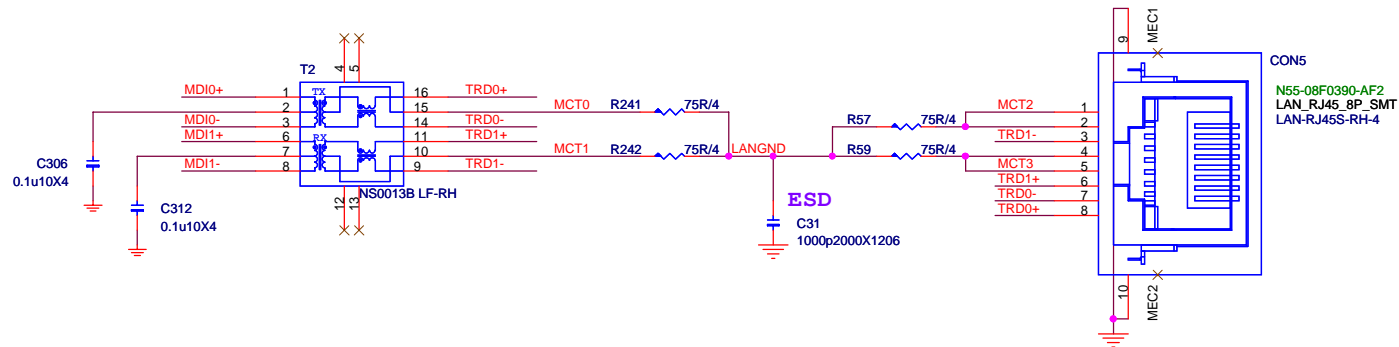 T2
4
5
MDI0+
1
2
MDI0-
3
MDI1+
6
7
MDI1-
8
TX
RX
16
TRD0+
15
14
TRD0-
11
TRD1+
10
9
TRD1-
12
13
NS0013B LF-RH
C306
0.1u10X4
C312
0.1u10X4
MCT0
R241
75R/4
MCT1
R242
75R/4
LANGND
ESD
C31
1000p2000X1206
R57
75R/4
R59
75R/4
MCT2
1
2
TRD1-
3
4
MCT3
5
TRD1+
6
TRD0-
7
TRD0+
8
9
MEC1
10
MEC2
CON5
N55-08F0390-AF2
LAN_RJ45_8P_SMT
LAN-RJ45S-RH-4